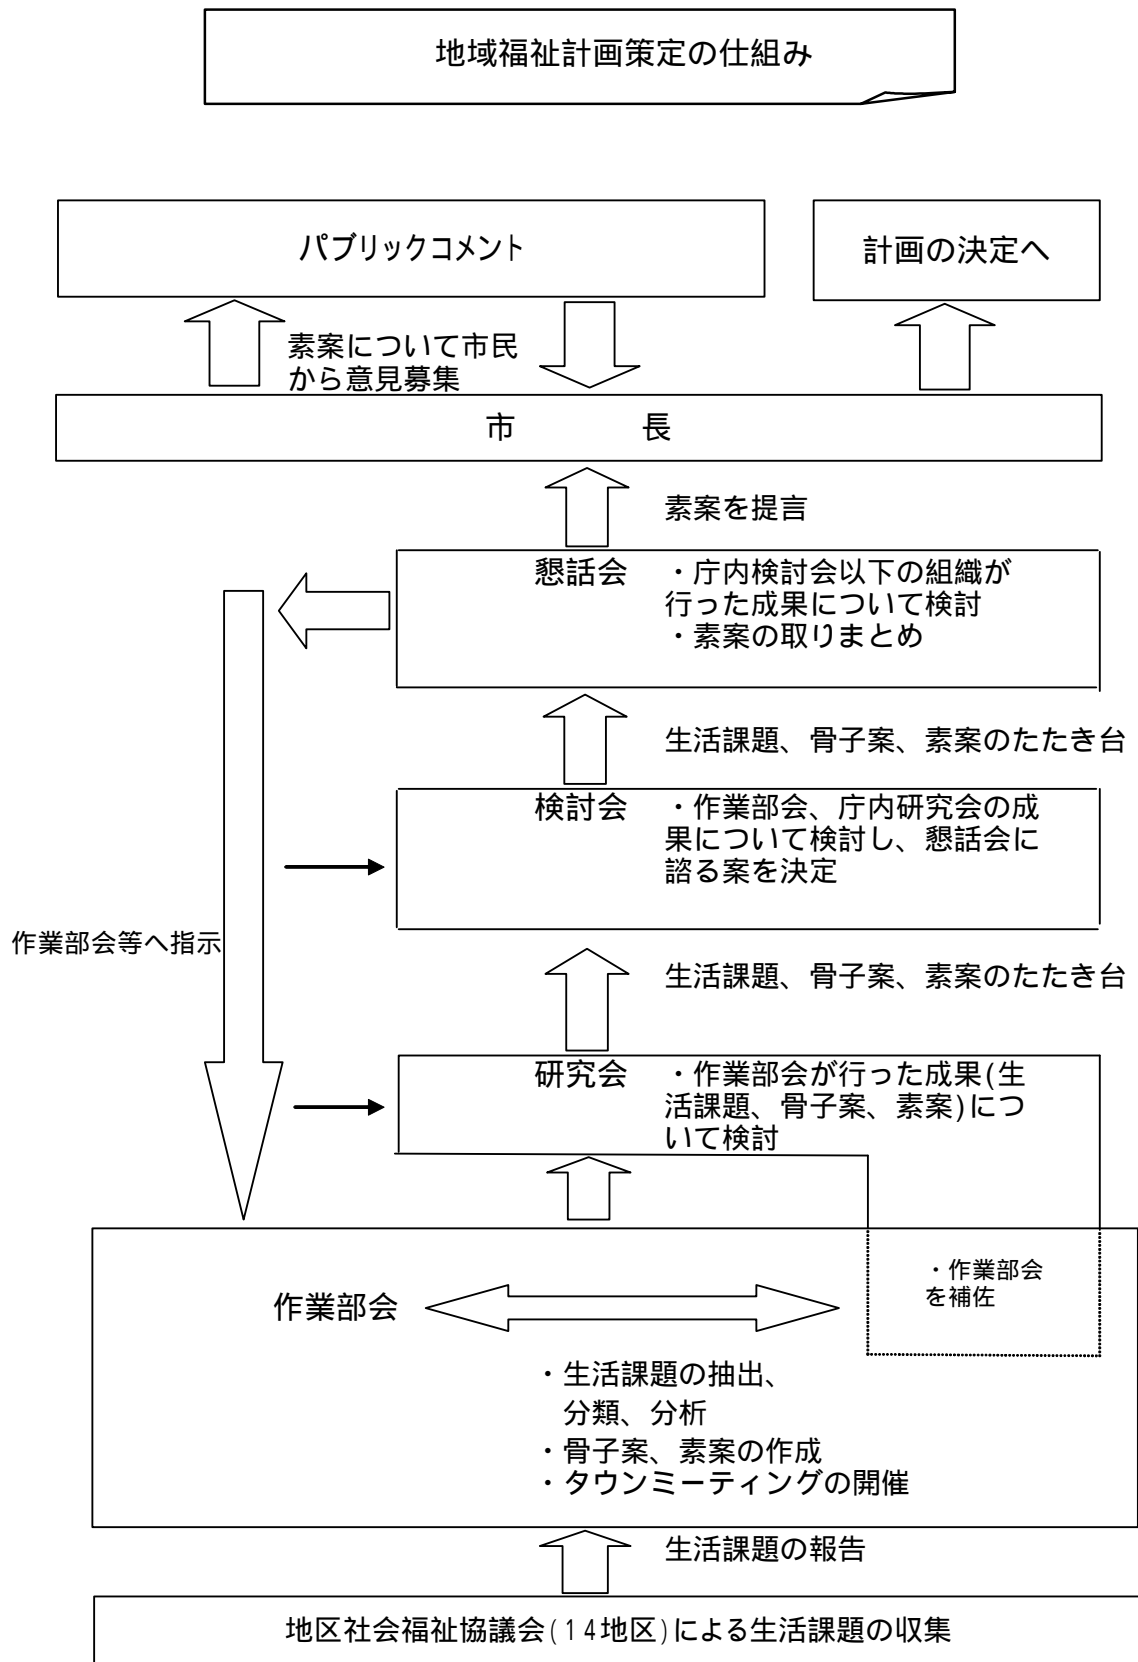 地域福祉計画策定の仕組み
パブリックコメント
計画の決定へ
素案について市民
から意見募集
市　　　　長
素案を提言
懇話会
・庁内検討会以下の組織が
行った成果について検討
・素案の取りまとめ
生活課題、骨子案、素案のたたき台
検討会
・作業部会、庁内研究会の成
果について検討し、懇話会に
諮る案を決定
作業部会等へ指示
生活課題、骨子案、素案のたたき台
研究会
・作業部会が行った成果(生
活課題、骨子案、素案)につ
いて検討
・作業部会
を補佐
作業部会
・生活課題の抽出、
分類、分析
・骨子案、素案の作成
・タウンミーティングの開催
生活課題の報告
地区社会福祉協議会(14地区)による生活課題の収集